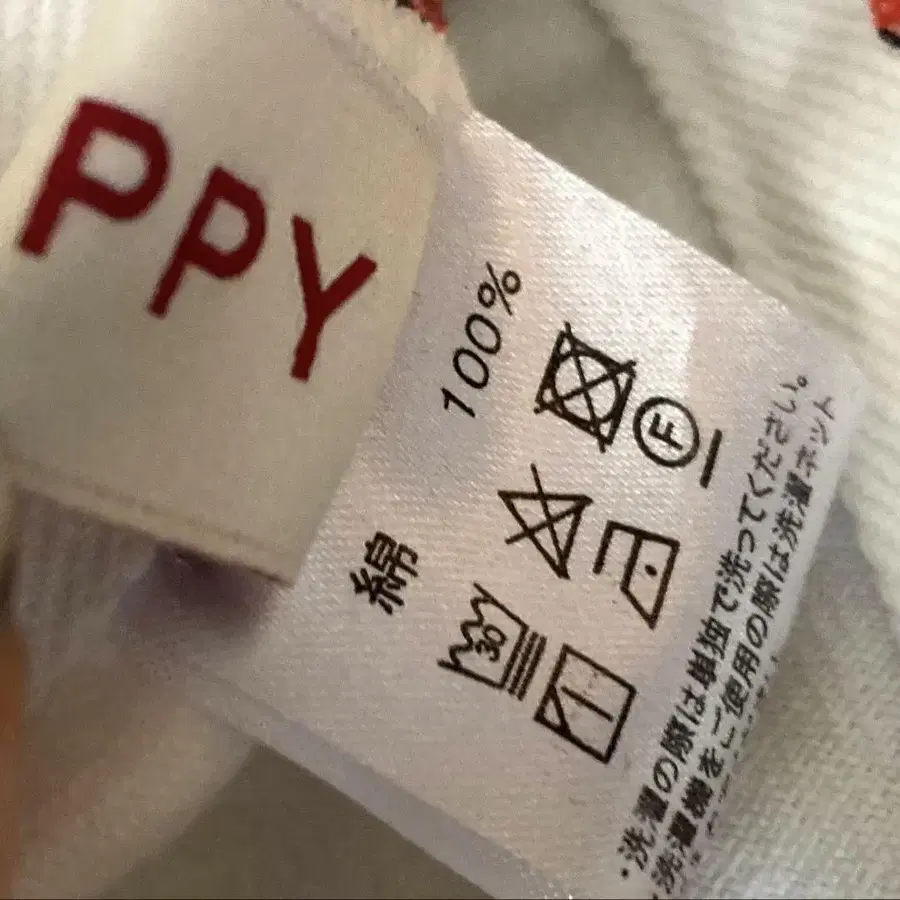 PPY
綿 100%
30
F
・洗濯の際は単独で洗ってください。
洗濯機をご使用の際は洗濯ネット